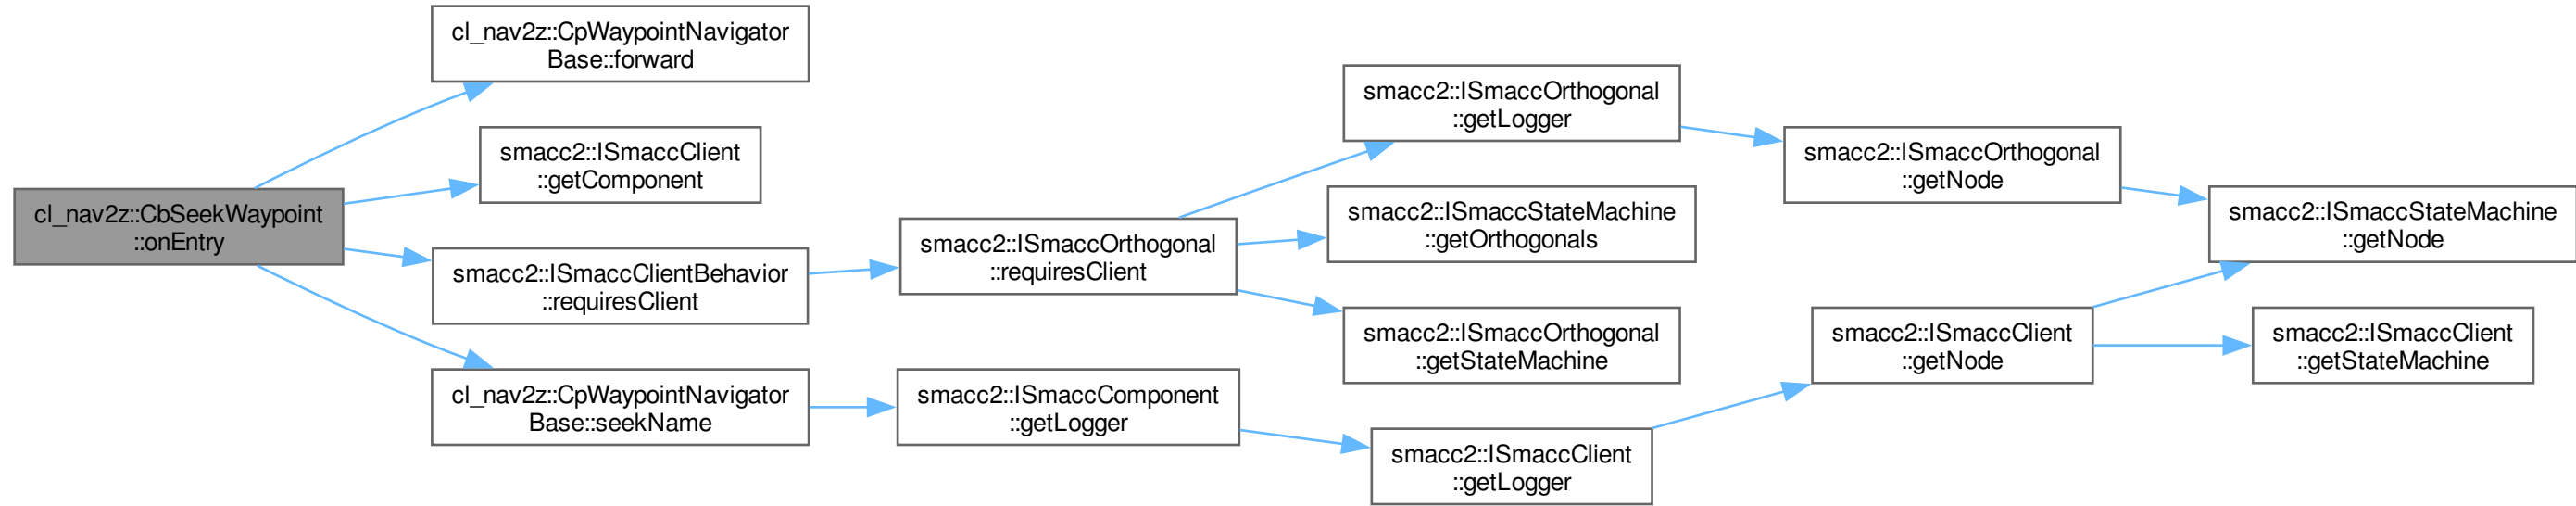 cl_nav2z::CbSeekWaypoint
::onEntry
cl_nav2z::CpWaypointNavigator
Base::forward
smacc2::ISmaccClient
::getComponent
smacc2::ISmaccClientBehavior
::requiresClient
cl_nav2z::CpWaypointNavigator
Base::seekName
smacc2::ISmaccOrthogonal
::requiresClient
smacc2::ISmaccComponent
::getLogger
smacc2::ISmaccOrthogonal
::getLogger
smacc2::ISmaccStateMachine
::getOrthogonals
smacc2::ISmaccOrthogonal
::getStateMachine
smacc2::ISmaccClient
::getLogger
smacc2::ISmaccOrthogonal
::getNode
smacc2::ISmaccClient
::getNode
smacc2::ISmaccStateMachine
::getNode
smacc2::ISmaccClient
::getStateMachine